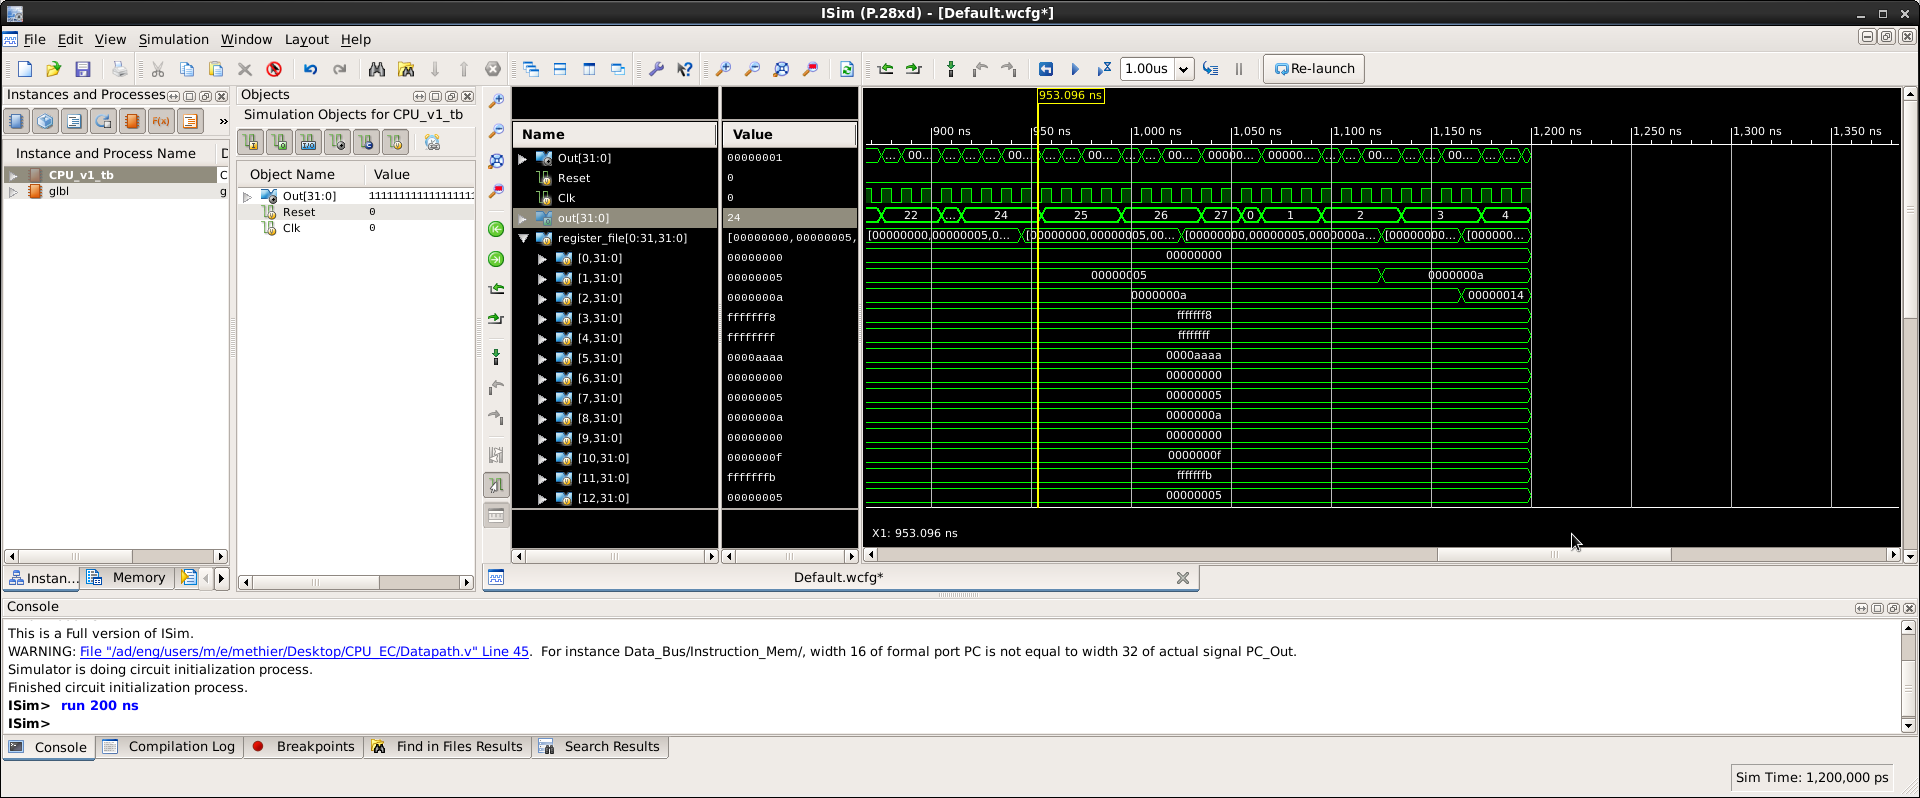 ISim (P.28xd) - [Default.wcfg*]
File Edit View Simulation Window Layout Help
1.00us
Re-launch
Instances and Processes
Instance and Process Name
CPU_v1_tb C
glbl g
Instan...
Memory
Objects
Simulation Objects for CPU_v1_tb
Object Name Value
Out[31:0] 1111111111111111111
Reset 0
Clk 0
Name Value
Out[31:0] 00000001
Reset 0
Clk 0
out[31:0] 24
register_file[0:31,31:0] [00000000,00000005,
[0,31:0] 00000000
[1,31:0] 00000005
[2,31:0] 0000000a
[3,31:0] fffffff8
[4,31:0] ffffffff
[5,31:0] 0000aaaa
[6,31:0] 00000000
[7,31:0] 00000005
[8,31:0] 0000000a
[9,31:0] 00000000
[10,31:0] 0000000f
[11,31:0] fffffffb
[12,31:0] 00000005
953.096 ns
900 ns 950 ns 1,000 ns 1,050 ns 1,100 ns 1,150 ns 1,200 ns 1,250 ns 1,300 ns 1,350 ns
... 00... ... ... ... 00... ... ... 00... ... ... 00... 00000... 00000... ... ... 00... ... ... 00... ... ...
22 ... 24 25 26 27 0 1 2 3 4
[00000000,00000005,0... [00000000,00000005,00... [00000000,00000005,0000000a... [0000000... [000000...
00000000
00000005 0000000a
0000000a 00000014
fffffff8
ffffffff
0000aaaa
00000000
00000005
0000000a
00000000
0000000f
fffffffb
00000005
X1: 953.096 ns
Default.wcfg*
Console
This is a Full version of ISim.
WARNING: File "/ad/eng/users/m/e/methier/Desktop/CPU_EC/Datapath.v" Line 45. For instance Data_Bus/Instruction_Mem/, width 16 of formal port PC is not equal to width 32 of actual signal PC_Out.
Simulator is doing circuit initialization process.
Finished circuit initialization process.
ISim> run 200 ns
ISim>
Console Compilation Log Breakpoints Find in Files Results Search Results
Sim Time: 1,200,000 ps